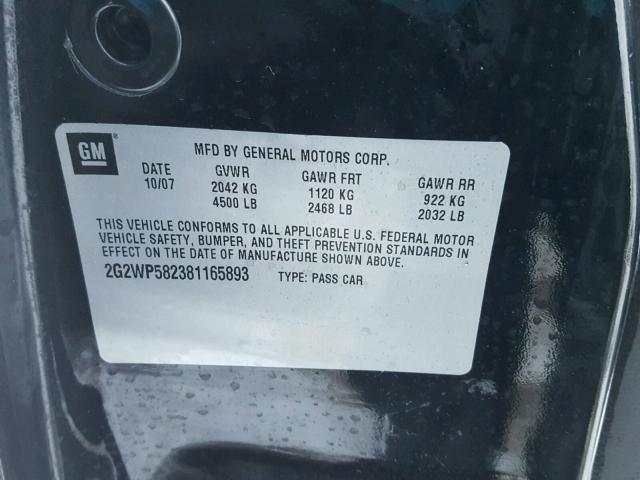 GM®
MFD BY GENERAL MOTORS CORP.
DATE GVWR GAWR FRT GAWR RR
10/07 2042 KG 1120 KG 922 KG
4500 LB 2468 LB 2032 LB
THIS VEHICLE CONFORMS TO ALL APPLICABLE U.S. FEDERAL MOTOR
VEHICLE SAFETY, BUMPER, AND THEFT PREVENTION STANDARDS IN
EFFECT ON THE DATE OF MANUFACTURE SHOWN ABOVE.
2G2WP582381165893 TYPE: PASS CAR